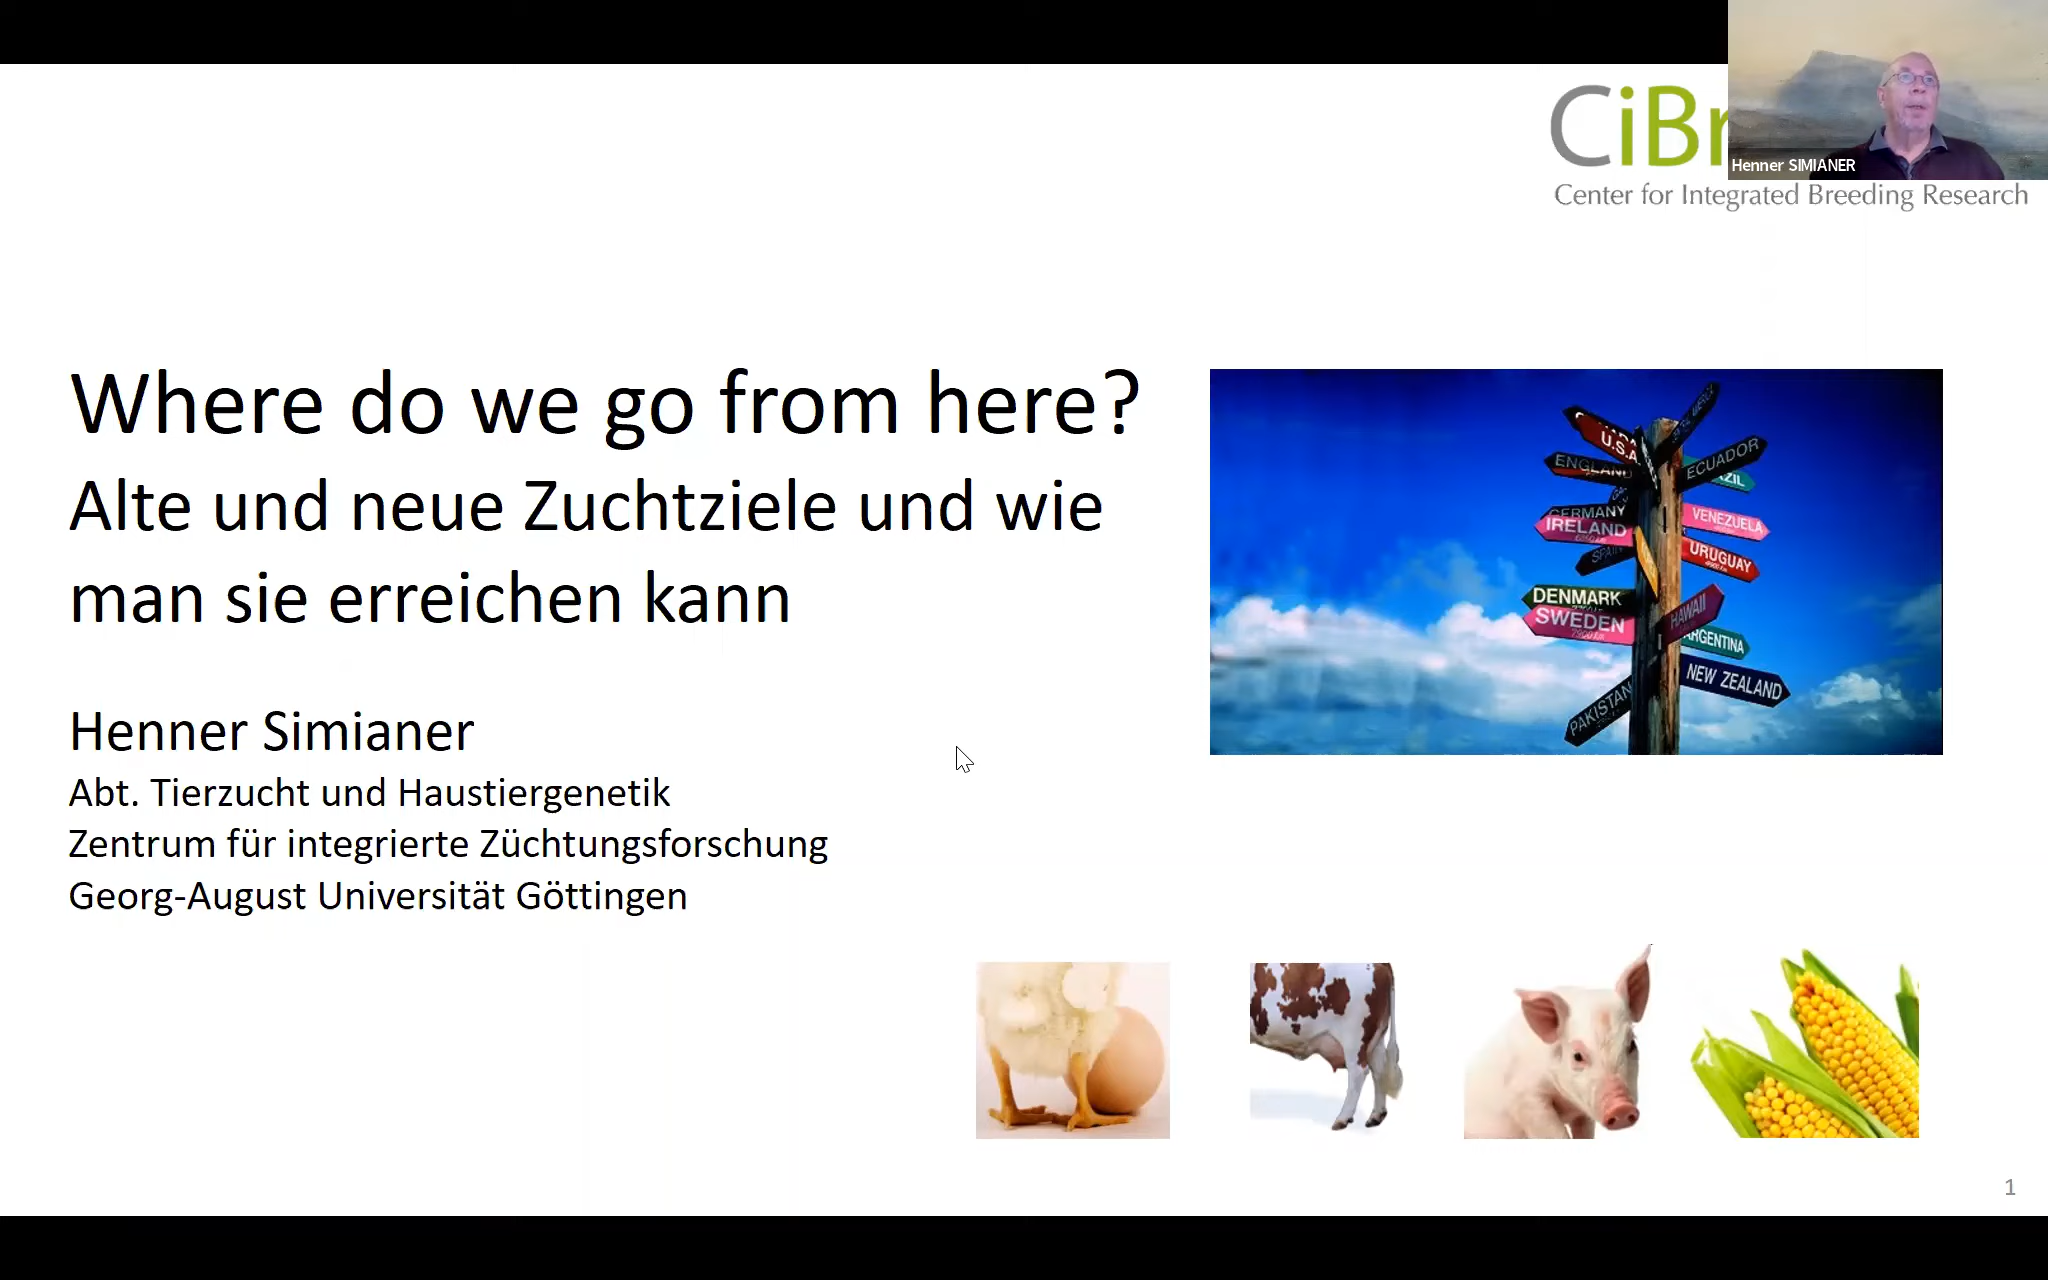 CiBr
Henner SIMIANER
Center for Integrated Breeding Research
Where do we go from here?
Alte und neue Zuchtziele und wie
man sie erreichen kann
Henner Simianer
Abt. Tierzucht und Haustiergenetik
Zentrum für integrierte Züchtungsforschung
Georg-August Universität Göttingen
U.S.A
ENGLAND
ECUADOR
ZIL
GERMANY
IRELAND
VENEZUELA
SPAIN
URUGUAY
DENMARK
SWEDEN
HAWAII
ARGENTINA
NEW ZEALAND
PAKISTAN
1